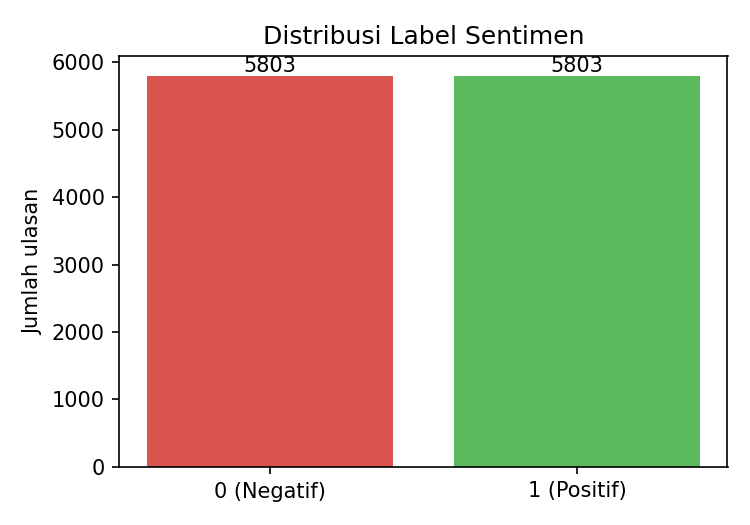 Distribusi Label Sentimen
Jumlah ulasan
6000
5000
4000
3000
2000
1000
0
5803
5803
0 (Negatif)
1 (Positif)